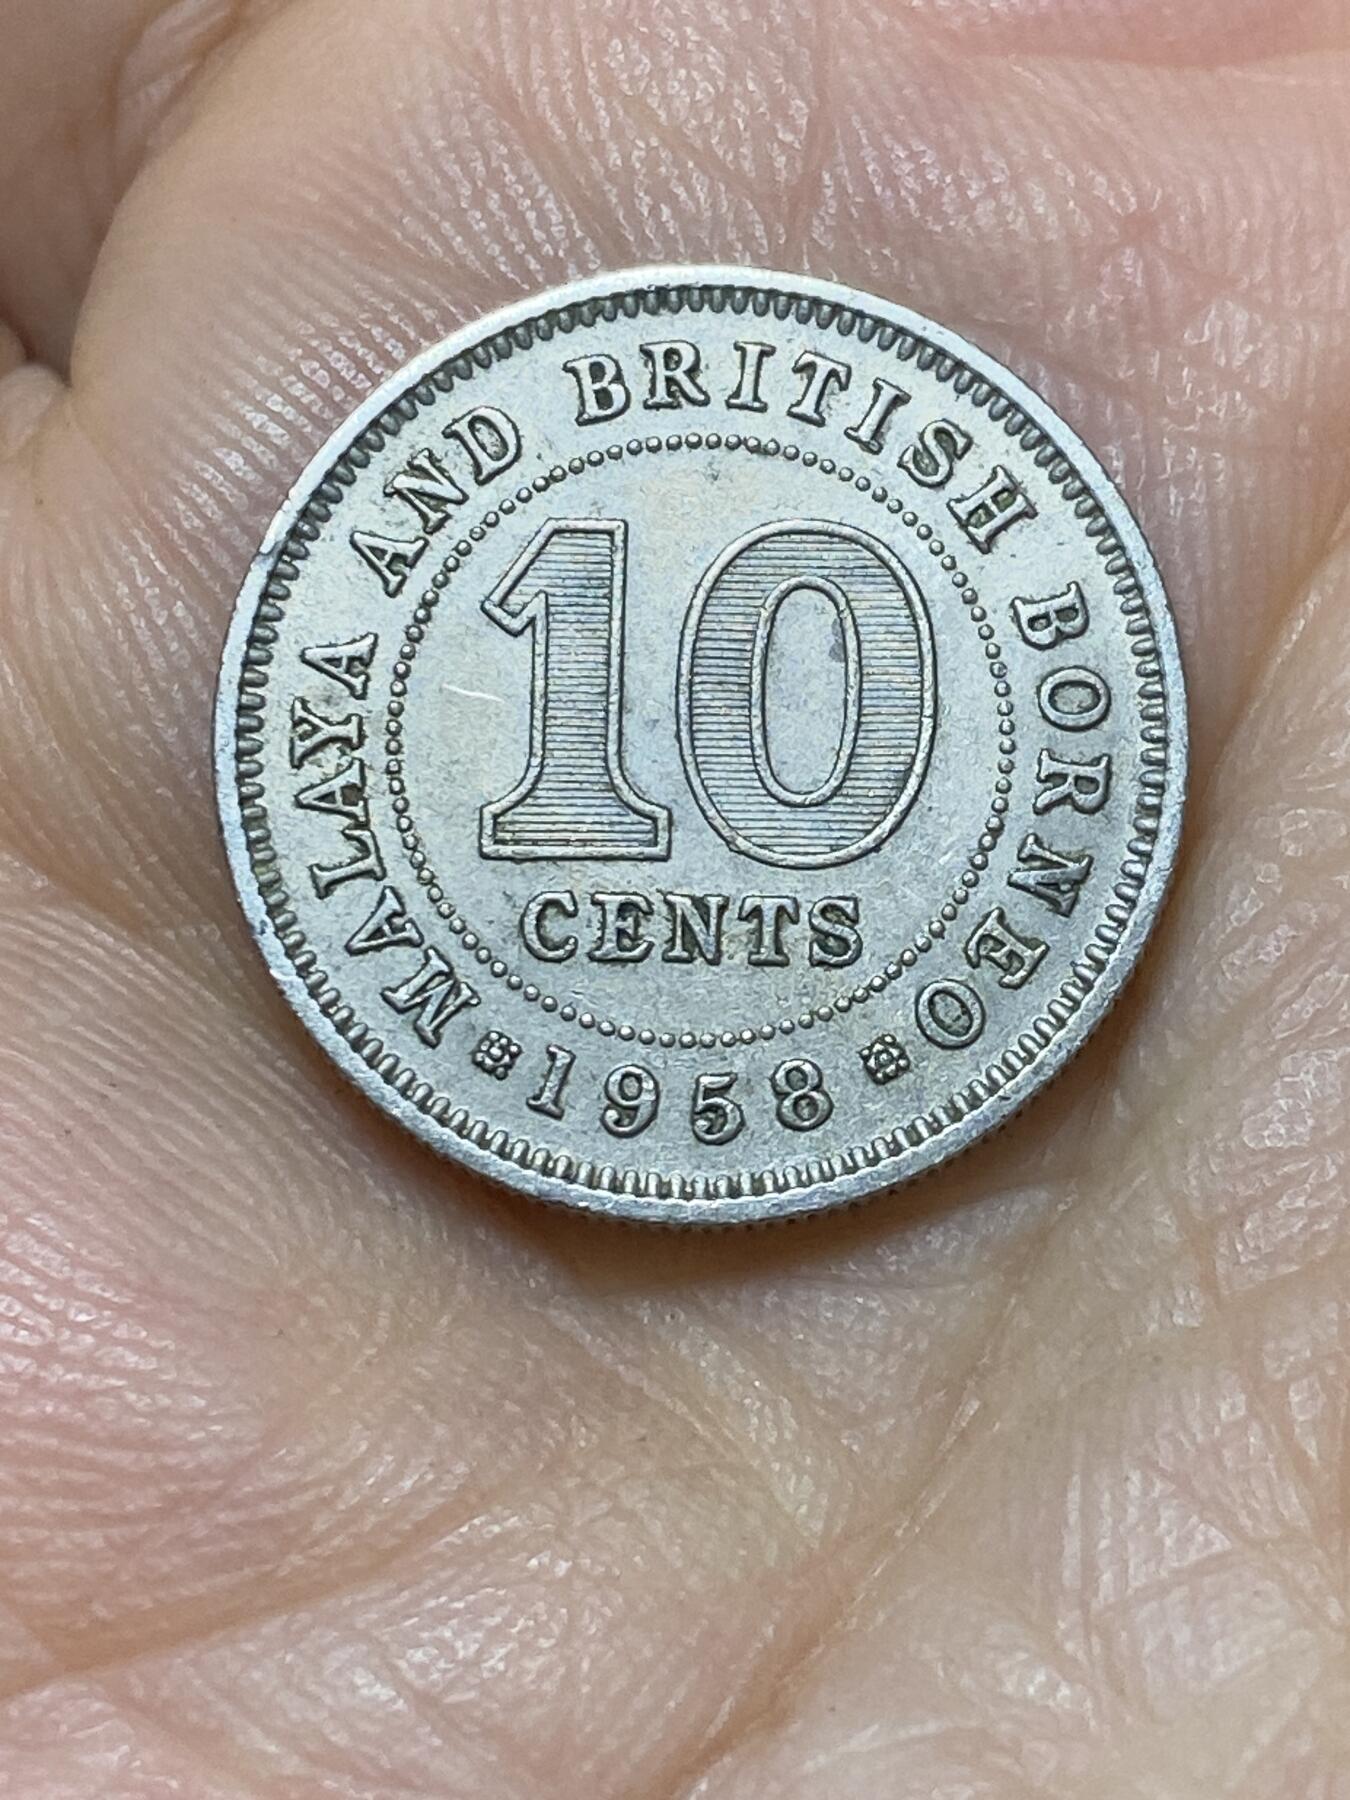 MALAYA AND BRITISH BORNEO
10
CENTS
1958